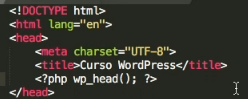 <!DOCTYPE html>
<html lang="en">
<head>
<meta charset="UTF-8">
<title>Curso WordPress</title>
<?php wp_head(); ?>
</head>